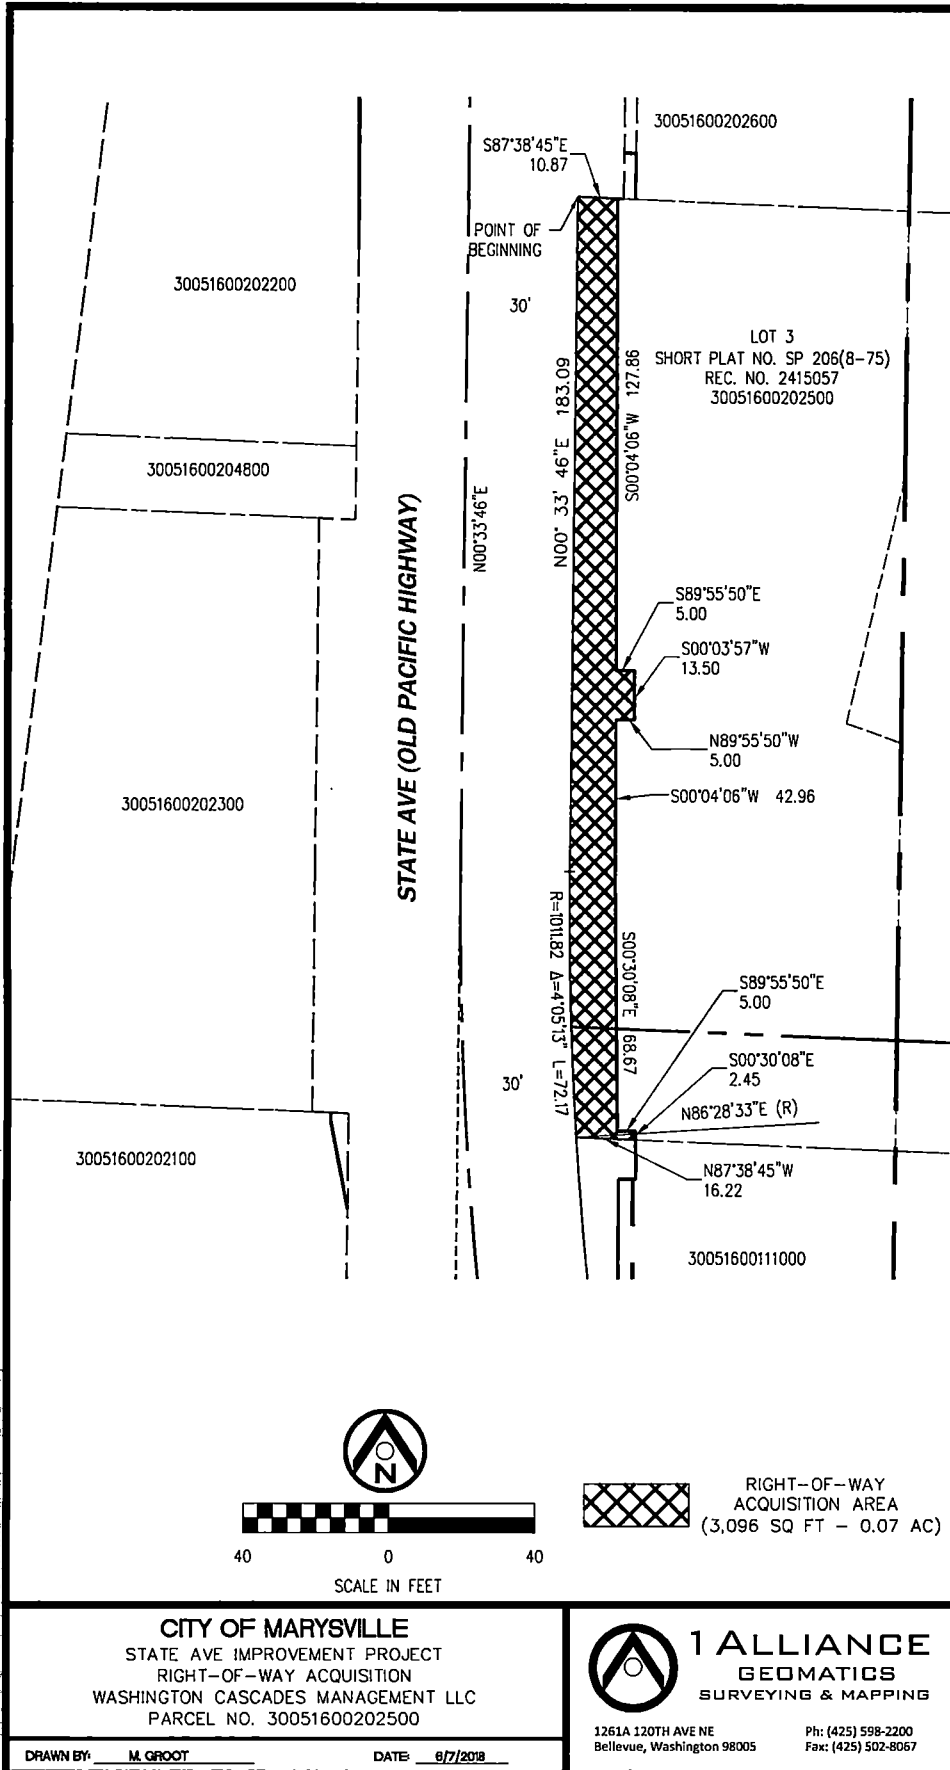 30051600202600
S87°38'45"E
10.87
POINT OF
BEGINNING
30051600202200
30'
LOT 3
SHORT PLAT NO. SP 206(8-75)
REC. NO. 2415057
30051600202500
N00° 33' 46"E 183.09
S00°04'06"W 127.86
30051600204800
N00°33'46"E
STATE AVE (OLD PACIFIC HIGHWAY)
S89°55'50"E
5.00
S00°03'57"W
13.50
N89°55'50"W
5.00
S00°04'06"W 42.96
30051600202300
R=1011.82 Δ=4°05'13" L=72.17
S00°30'08"E 68.67
S89°55'50"E
5.00
S00°30'08"E
2.45
30'
N86°28'33"E (R)
30051600202100
N87°38'45"W
16.22
30051600111000
N
40 0 40
SCALE IN FEET
RIGHT-OF-WAY
ACQUISITION AREA
(3,096 SQ FT - 0.07 AC)
CITY OF MARYSVILLE
STATE AVE IMPROVEMENT PROJECT
RIGHT-OF-WAY ACQUISITION
WASHINGTON CASCADES MANAGEMENT LLC
PARCEL NO. 30051600202500
DRAWN BY: M. GROOT DATE: 6/7/2018
1 ALLIANCE
GEOMATICS
SURVEYING & MAPPING
1261A 120TH AVE NE
Bellevue, Washington 98005
Ph: (425) 598-2200
Fax: (425) 502-8067